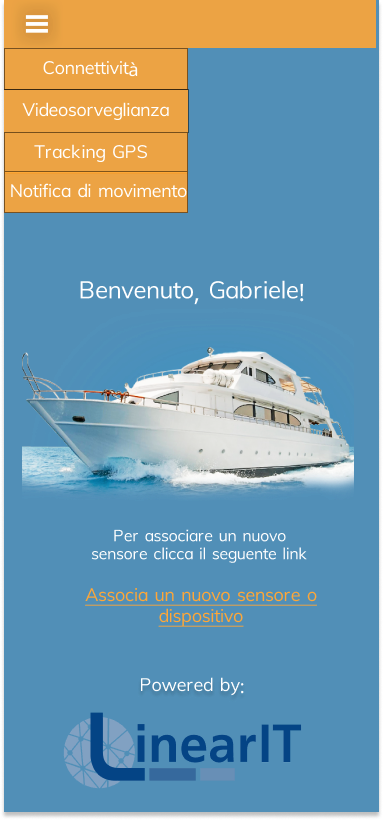 Connettività
Videosorveglianza
Tracking GPS
Notifica di movimento
Benvenuto, Gabriele!
Per associare un nuovo
sensore clicca il seguente link
Associa un nuovo sensore o
dispositivo
Powered by:
LinearIT